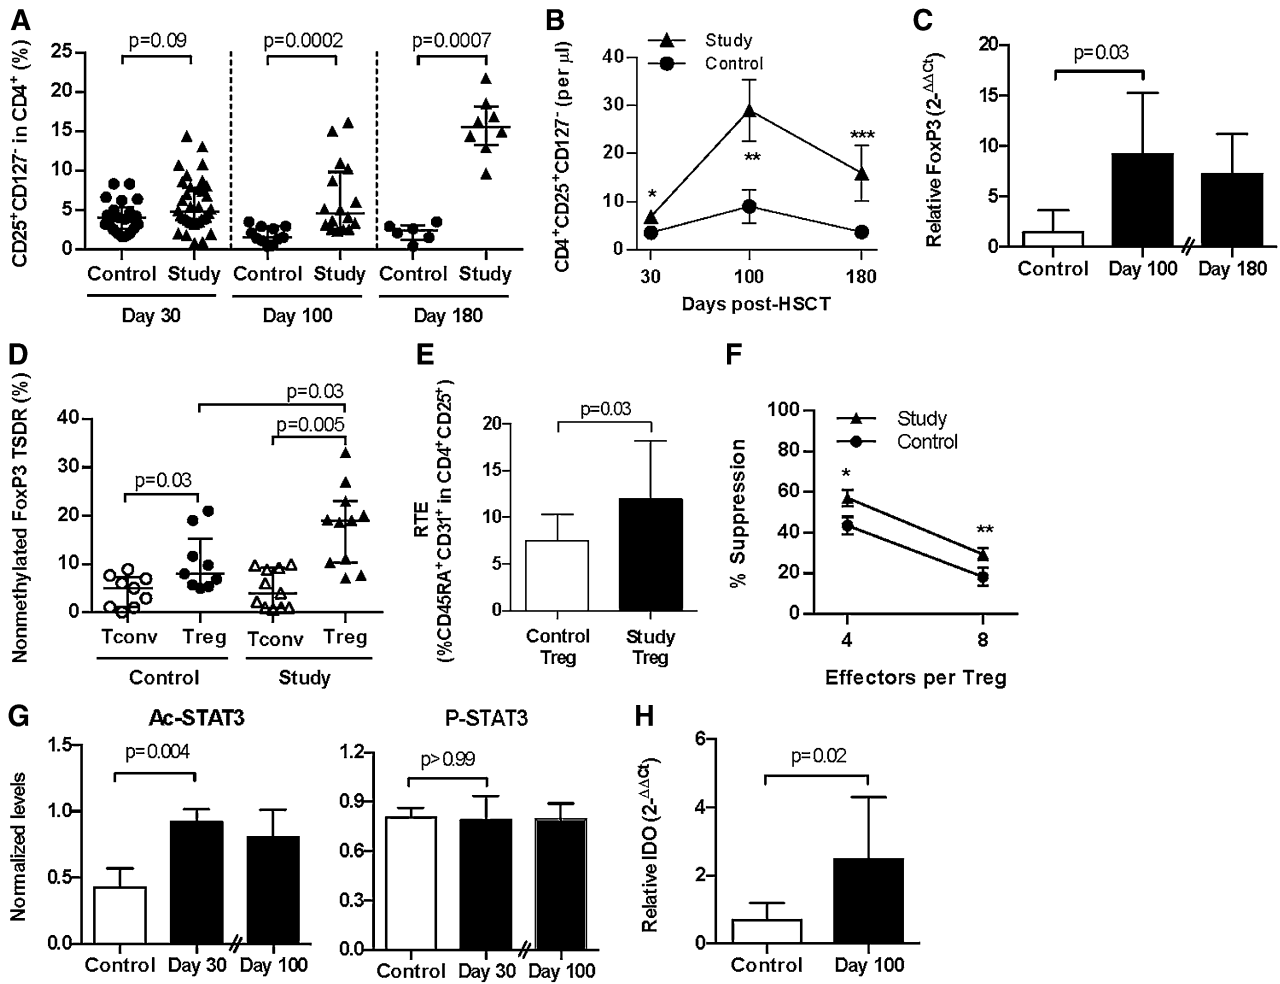 A
CD25⁺CD127⁻ in CD4⁺ (%)
25
20
15
10
5
0
p=0.09
p=0.0002
p=0.0007
Control Study Control Study Control Study
Day 30 Day 100 Day 180
B
CD4⁺CD25⁺CD127⁻ (per μl)
Study
Control
40
30
20
10
0
*
**
***
30 100 180
Days post-HSCT
C
Relative FoxP3 (2-ΔΔCt)
20
15
10
5
0
p=0.03
Control Day 100 // Day 180
D
Nonmethylated FoxP3 TSDR (%)
40
30
20
10
0
p=0.03
p=0.005
p=0.03
Tconv Treg Tconv Treg
Control Study
E
RTE
(%CD45RA⁺CD31⁺ in CD4⁺CD25⁺)
20
15
10
5
0
p=0.03
Control Study
Treg Treg
F
% Suppression
100
80
60
40
20
0
Study
Control
*
**
4 8
Effectors per Treg
G
Ac-STAT3
Normalized levels
1.5
1.0
0.5
0.0
p=0.004
Control Day 30 // Day 100
P-STAT3
1.2
0.9
0.6
0.3
0.0
p>0.99
Control Day 30 // Day 100
H
Relative IDO (2-ΔΔCt)
6
4
2
0
p=0.02
Control Day 100